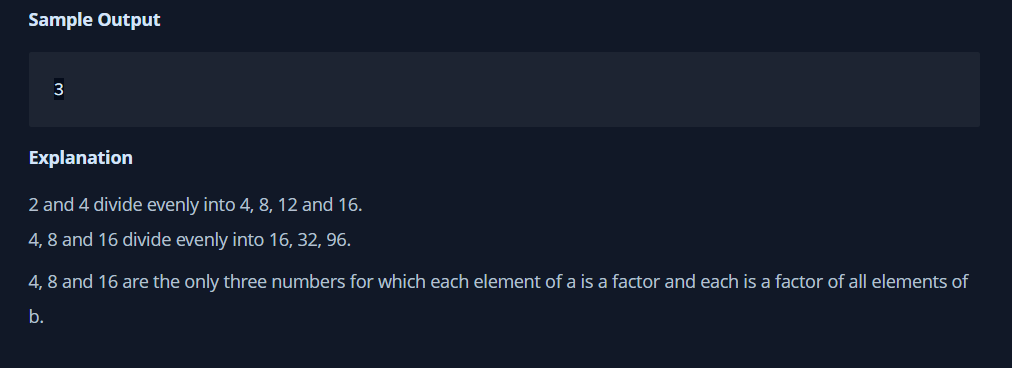 Sample Output
3
Explanation
2 and 4 divide evenly into 4, 8, 12 and 16.
4, 8 and 16 divide evenly into 16, 32, 96.
4, 8 and 16 are the only three numbers for which each element of a is a factor and each is a factor of all elements of
b.